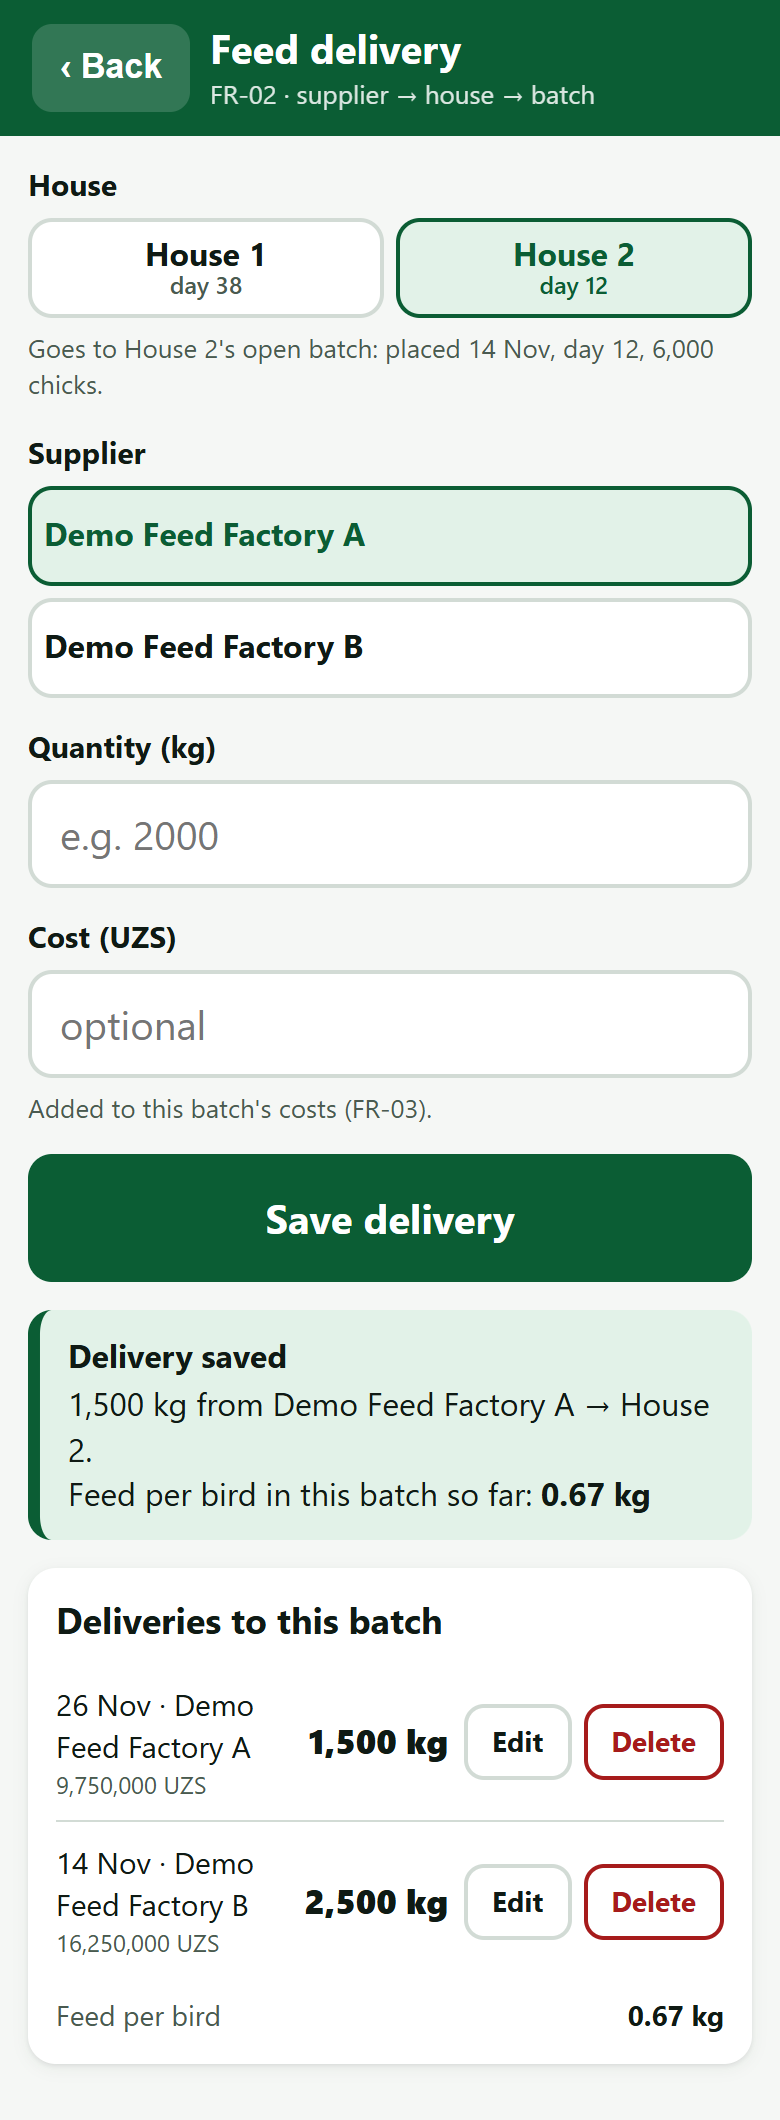 ‹ Back
Feed delivery
FR-02 · supplier → house → batch
House
House 1
day 38
House 2
day 12
Goes to House 2's open batch: placed 14 Nov, day 12, 6,000
chicks.
Supplier
Demo Feed Factory A
Demo Feed Factory B
Quantity (kg)
e.g. 2000
Cost (UZS)
optional
Added to this batch's costs (FR-03).
Save delivery
Delivery saved
1,500 kg from Demo Feed Factory A → House
2.
Feed per bird in this batch so far: 0.67 kg
Deliveries to this batch
26 Nov · Demo
Feed Factory A
9,750,000 UZS
1,500 kg
Edit
Delete
14 Nov · Demo
Feed Factory B
16,250,000 UZS
2,500 kg
Edit
Delete
Feed per bird
0.67 kg